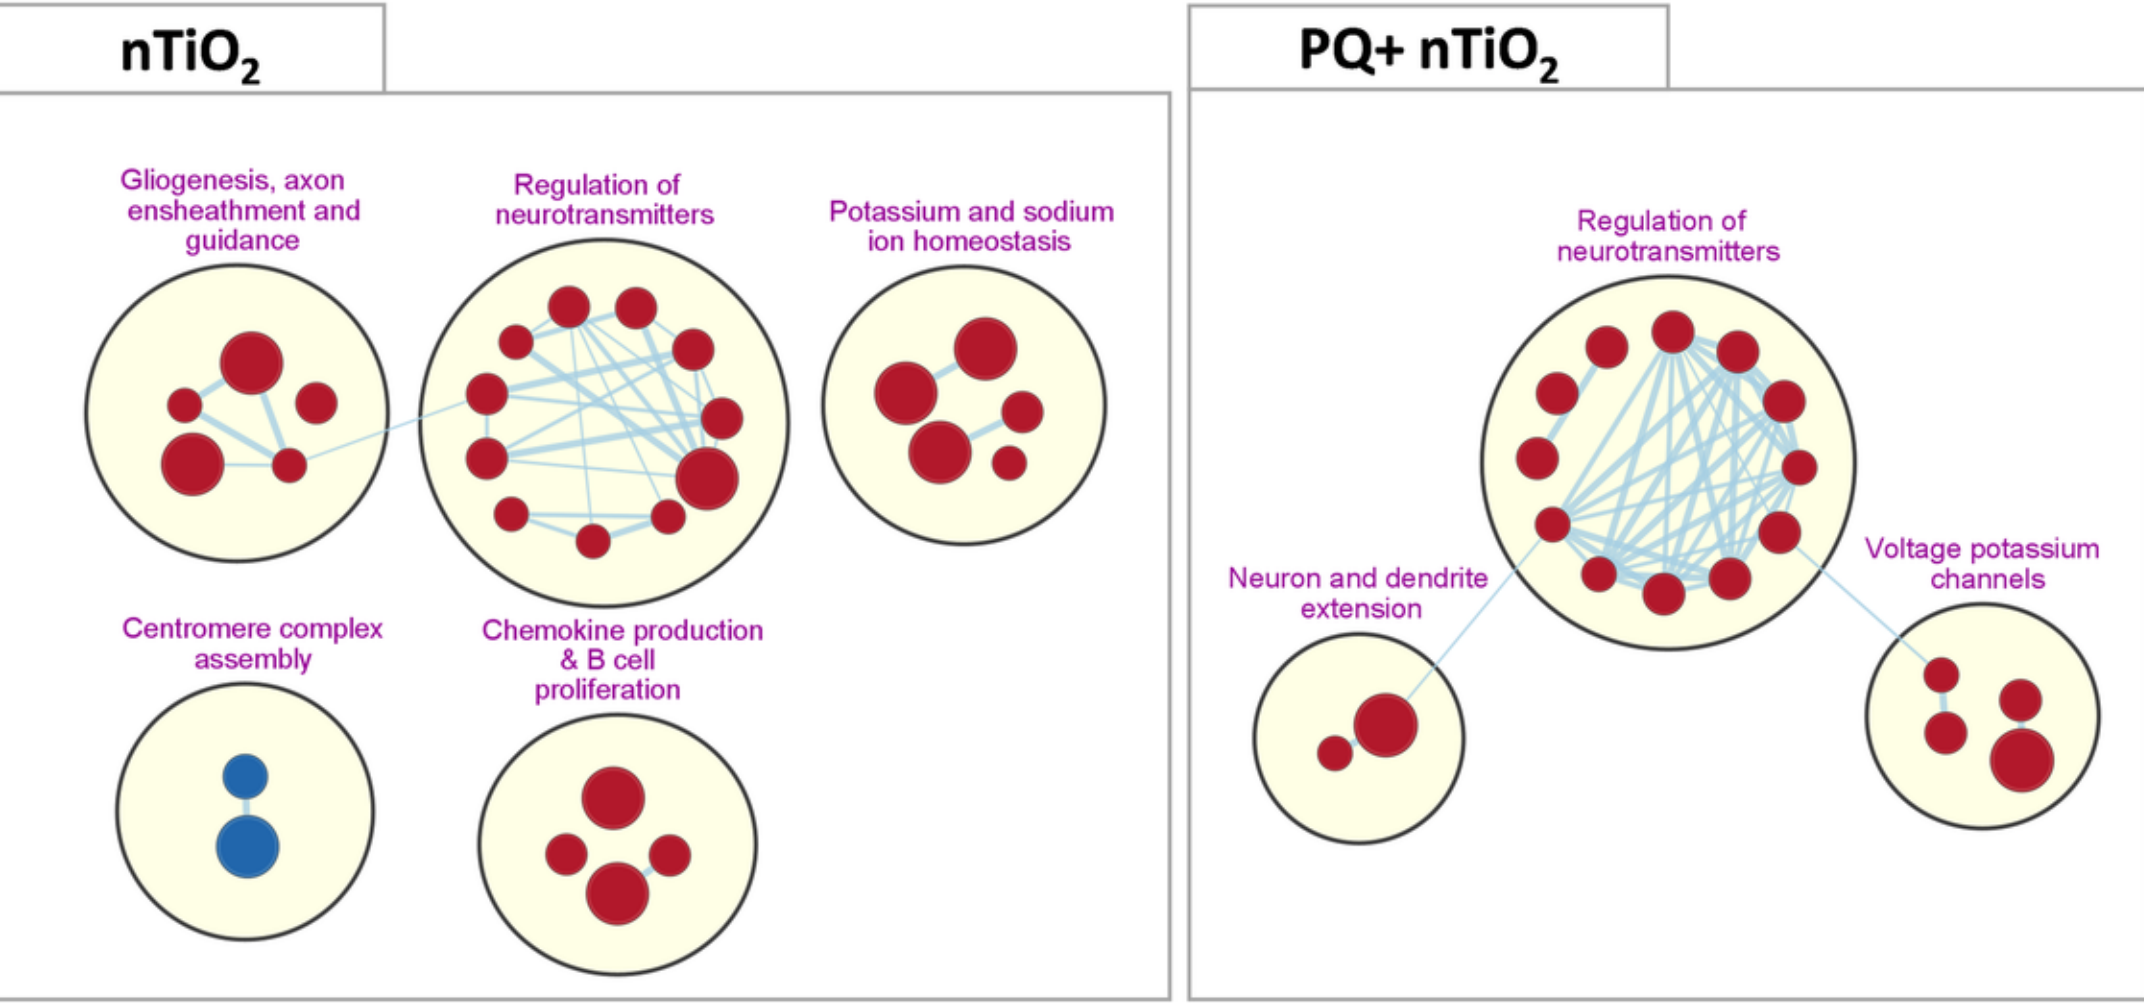 nTiO₂
PQ+ nTiO₂
Gliogenesis, axon
ensheathment and
guidance
Regulation of
neurotransmitters
Potassium and sodium
ion homeostasis
Centromere complex
assembly
Chemokine production
& B cell
proliferation
Regulation of
neurotransmitters
Neuron and dendrite
extension
Voltage potassium
channels